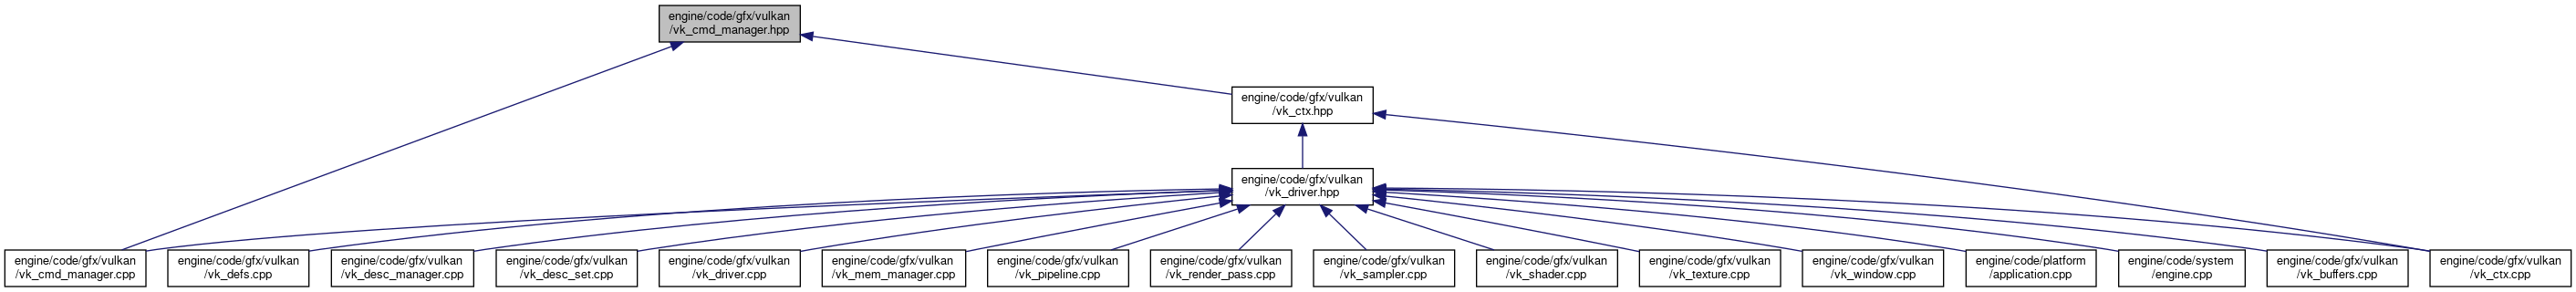 engine/code/gfx/vulkan
/vk_cmd_manager.hpp
engine/code/gfx/vulkan
/vk_ctx.hpp
engine/code/gfx/vulkan
/vk_driver.hpp
engine/code/gfx/vulkan
/vk_cmd_manager.cpp
engine/code/gfx/vulkan
/vk_defs.cpp
engine/code/gfx/vulkan
/vk_desc_manager.cpp
engine/code/gfx/vulkan
/vk_desc_set.cpp
engine/code/gfx/vulkan
/vk_driver.cpp
engine/code/gfx/vulkan
/vk_mem_manager.cpp
engine/code/gfx/vulkan
/vk_pipeline.cpp
engine/code/gfx/vulkan
/vk_render_pass.cpp
engine/code/gfx/vulkan
/vk_sampler.cpp
engine/code/gfx/vulkan
/vk_shader.cpp
engine/code/gfx/vulkan
/vk_texture.cpp
engine/code/gfx/vulkan
/vk_window.cpp
engine/code/platform
/application.cpp
engine/code/system
/engine.cpp
engine/code/gfx/vulkan
/vk_buffers.cpp
engine/code/gfx/vulkan
/vk_ctx.cpp